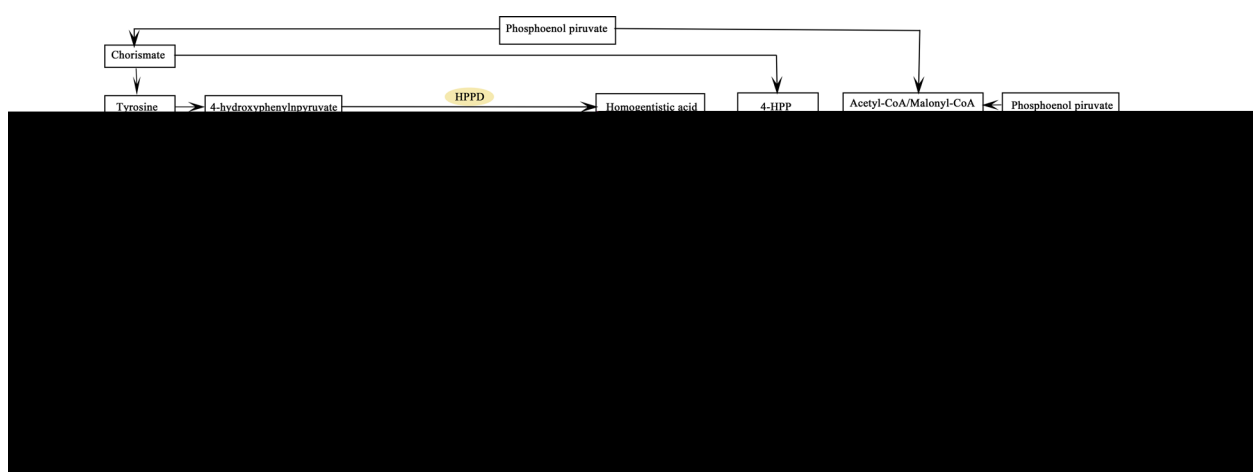 Phosphoenol piruvate
Chorismate
HPPD
Tyrosine
4-hydroxyphenylnpyruvate
Homogentistic acid
4-HPP
Acetyl-CoA/Malonyl-CoA
Phosphoenol piruvate